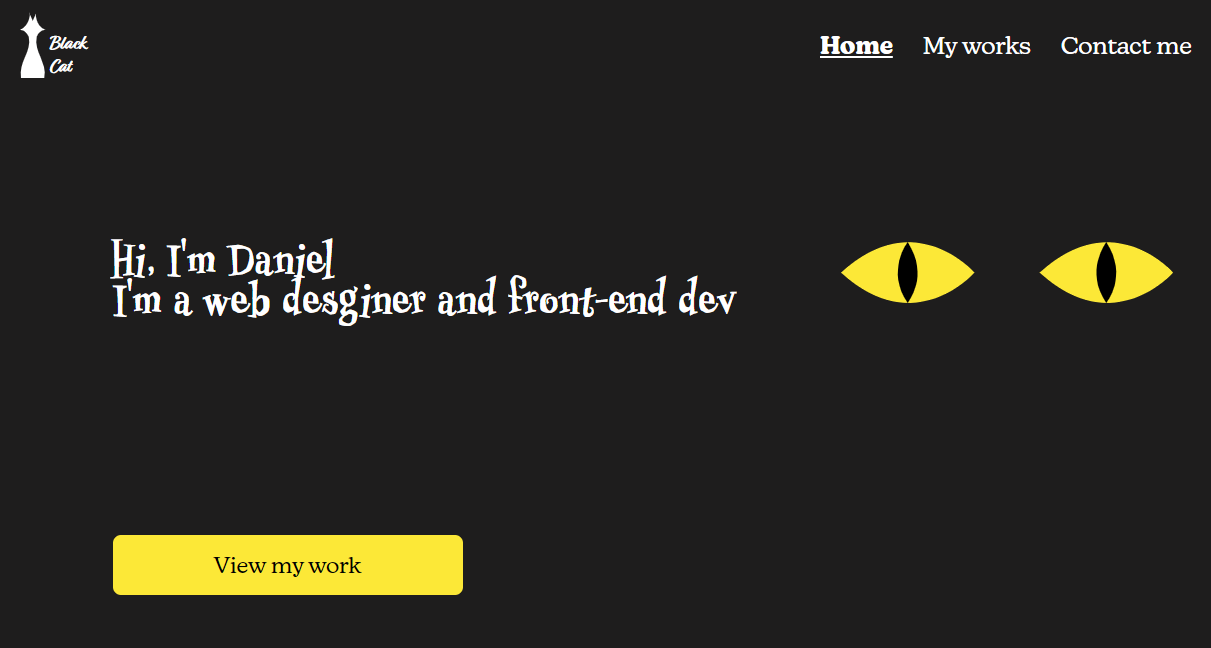 Black
Cat
Home My works Contact me
Hi, I'm Daniel
I'm a web desginer and front-end dev
View my work